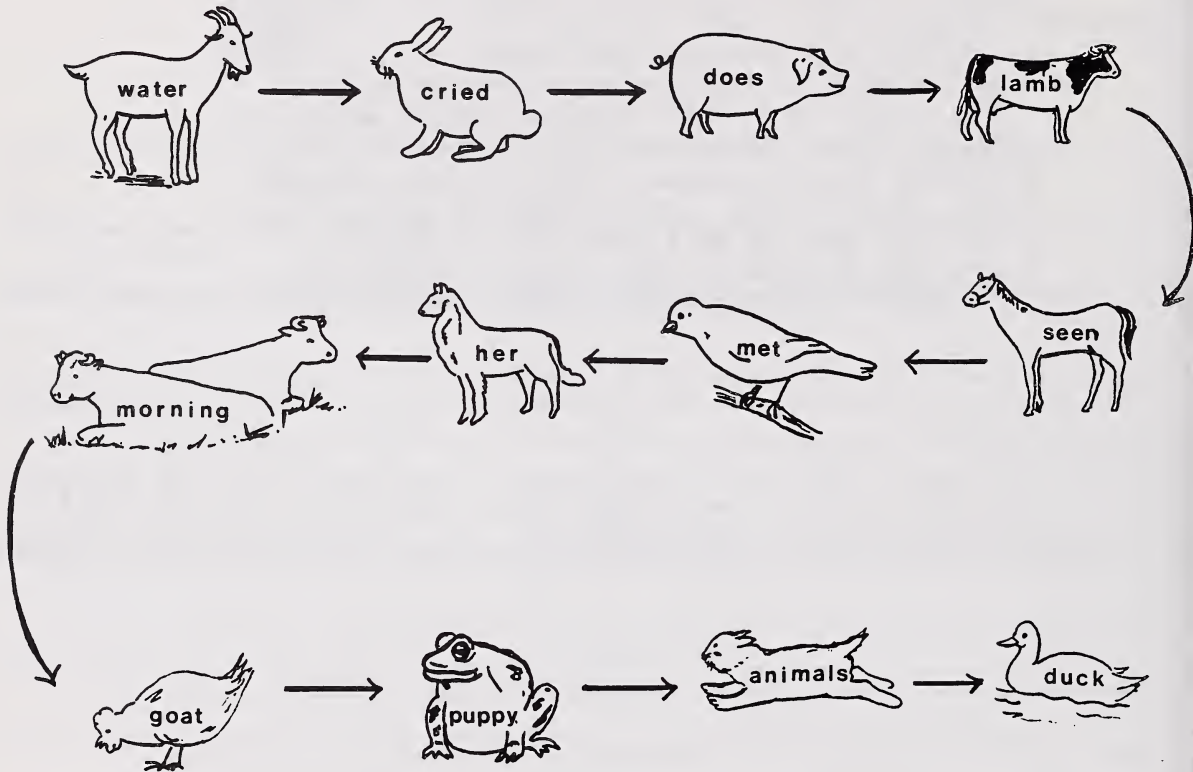 water
cried
does
lamb
seen
met
her
morning
goat
puppy
animals
duck